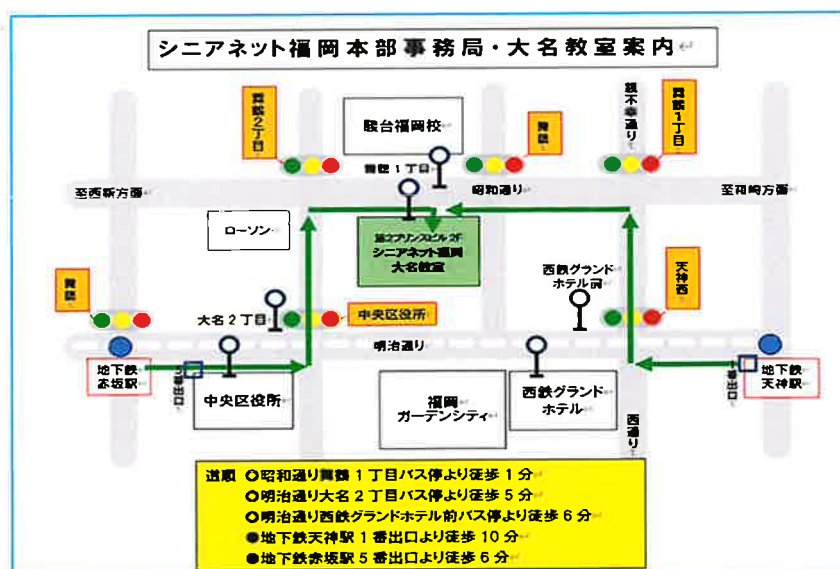 シニアネット福岡本部事務局・大名教室案内
舞鶴2丁目
駿台福岡校
舞鶴
親不孝通り
舞鶴1丁目
舞鶴1丁目
至西新方面
昭和通り
至箱崎方面
ローソン
第2プリンスビル2F
シニアネット福岡
大名教室
西鉄グランド
ホテル前
天神西
大名2丁目
中央区役所
明治通り
地下鉄
赤坂駅
中央区役所
福岡
ガーデンシティ
西鉄グランド
ホテル
西通り
地下鉄
天神駅
道順 昭和通り舞鶴1丁目バス停より徒歩1分
明治通り大名2丁目バス停より徒歩5分
明治通り西鉄グランドホテル前バス停より徒歩6分
地下鉄天神駅1番出口より徒歩10分
地下鉄赤坂駅5番出口より徒歩6分